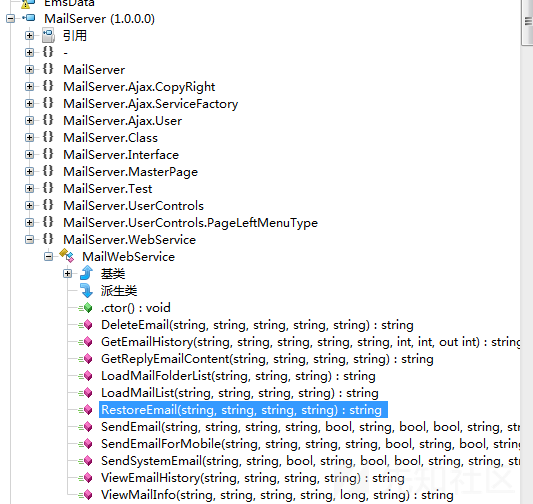 EmsData
MailServer (1.0.0.0)
引用
-
MailServer
MailServer.Ajax.CopyRight
MailServer.Ajax.ServiceFactory
MailServer.Ajax.User
MailServer.Class
MailServer.Interface
MailServer.MasterPage
MailServer.Test
MailServer.UserControls
MailServer.UserControls.PageLeftMenuType
MailServer.WebService
MailWebService
基类
派生类
.ctor() : void
DeleteEmail(string, string, string, string, string) : string
GetEmailHistory(string, string, string, string, string, int, int, out int) : string
GetReplyEmailContent(string, string, string) : string
LoadMailFolderList(string, string, string) : string
LoadMailList(string, string, string, string) : string
RestoreEmail(string, string, string, string) : string
SendEmail(string, string, string, string, bool, string, bool, bool, string, st
SendEmailForMobile(string, string, string, string, bool, string, bool,
SendSystemEmail(string, bool, string, bool, bool, string, string, string,
ViewEmailHistory(string, string, string, string) : string
ViewMailInfo(string, string, string, string, long, string) : string